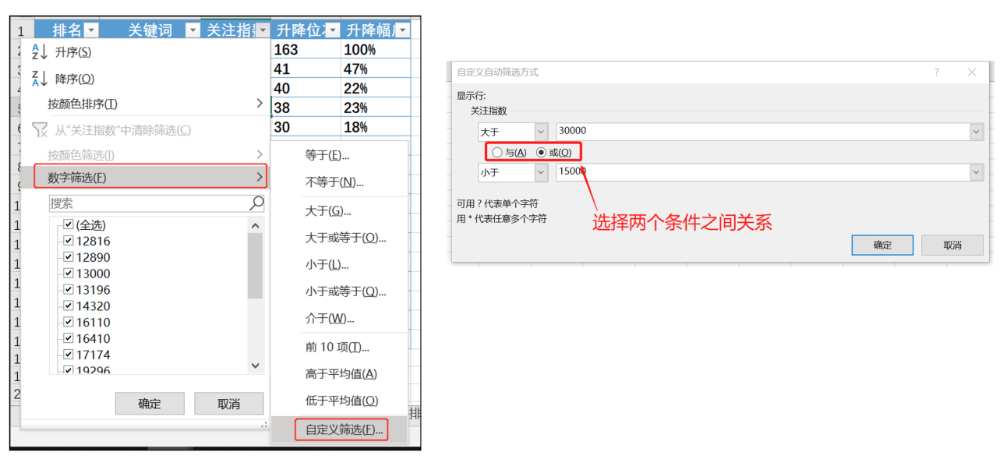 1 排名 关键词 关注指 升降位 升降幅
163 100%
41 47%
40 22%
38 23%
30 18%
升序(S)
降序(O)
按颜色排序(T)
从"关注指数"中清除筛选(C)
按颜色筛选(I)
数字筛选(F)
搜索
(全选)
12816
12890
13000
13196
14320
16110
16410
17174
19296
确定 取消
等于(E)...
不等于(N)...
大于(G)...
大于或等于(O)...
小于(L)...
小于或等于(Q)...
介于(W)...
前 10 项(T)...
高于平均值(A)
低于平均值(O)
自定义筛选(F)...
排
自定义自动筛选方式 ?
显示行:
关注指数
大于 30000
与(A) 或(O)
小于 15000
可用 ? 代表单个字符
用 * 代表任意多个字符
选择两个条件之间关系
确定 取消